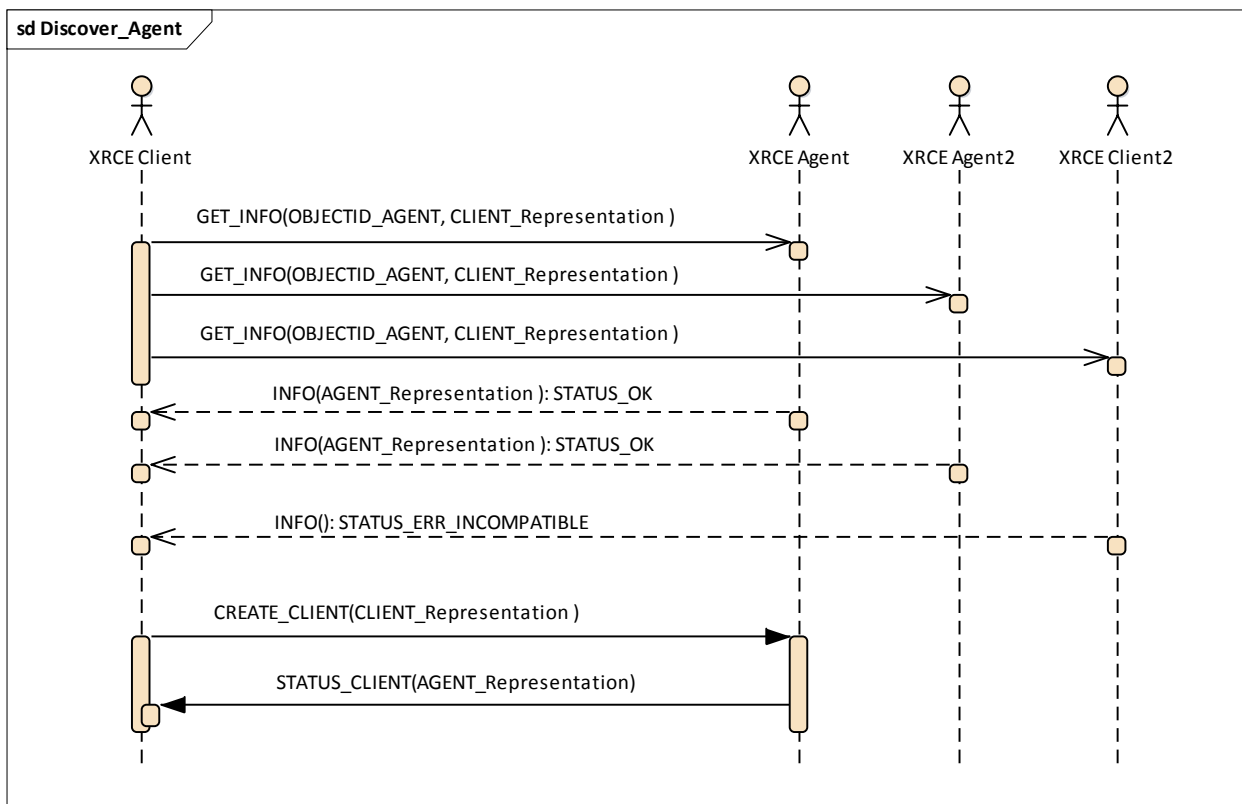 sd Discover_Agent
XRCE Client
XRCE Agent
XRCE Agent2
XRCE Client2
GET_INFO(OBJECTID_AGENT, CLIENT_Representation )
GET_INFO(OBJECTID_AGENT, CLIENT_Representation )
GET_INFO(OBJECTID_AGENT, CLIENT_Representation )
INFO(AGENT_Representation ): STATUS_OK
INFO(AGENT_Representation ): STATUS_OK
INFO(): STATUS_ERR_INCOMPATIBLE
CREATE_CLIENT(CLIENT_Representation )
STATUS_CLIENT(AGENT_Representation)